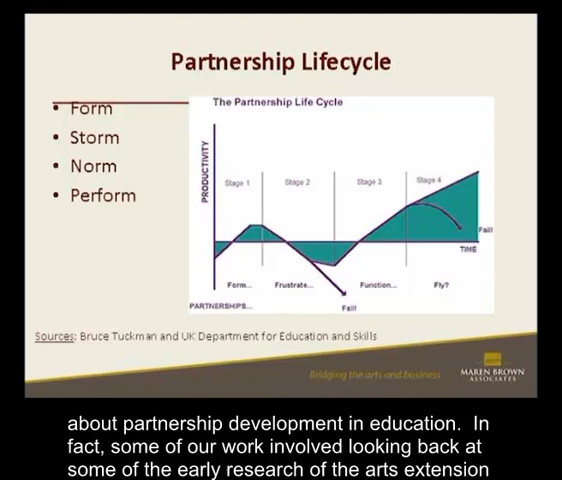 Partnership Lifecycle
• Form
• Storm
• Norm
• Perform
The Partnership Life Cycle
PRODUCTIVITY
Stage 1
Stage 2
Stage 3
Stage 4
Fail!
TIME
Form...
Frustrate...
Function...
Fly?
PARTNERSHIPS...
Fail!
Sources: Bruce Tuckman and UK Department for Education and Skills
Bridging the arts and business
MAREN BROWN
ASSOCIATES
about partnership development in education. In
fact, some of our work involved looking back at
some of the early research of the arts extension